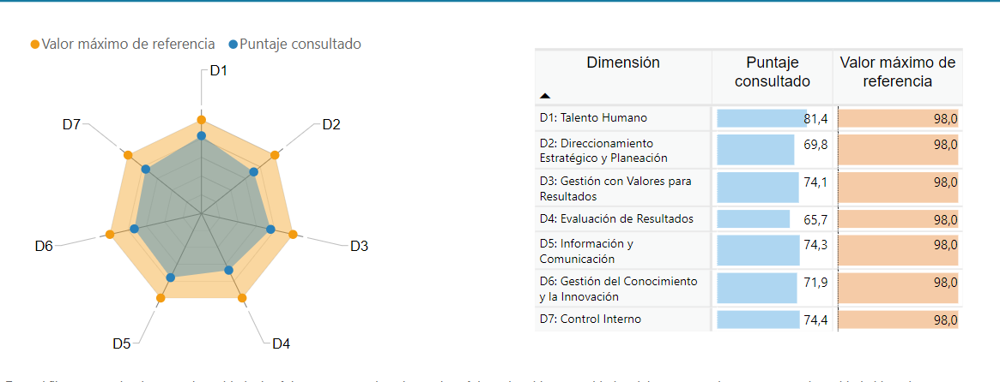 Valor máximo de referencia Puntaje consultado
D1
D7
D2
D6
D3
D5
D4
Dimensión Puntaje consultado Valor máximo de referencia
D1: Talento Humano 81,4 98,0
D2: Direccionamiento
Estratégico y Planeación 69,8 98,0
D3: Gestión con Valores para
Resultados 74,1 98,0
D4: Evaluación de Resultados 65,7 98,0
D5: Información y
Comunicación 74,3 98,0
D6: Gestión del Conocimiento
y la Innovación 71,9 98,0
D7: Control Interno 74,4 98,0